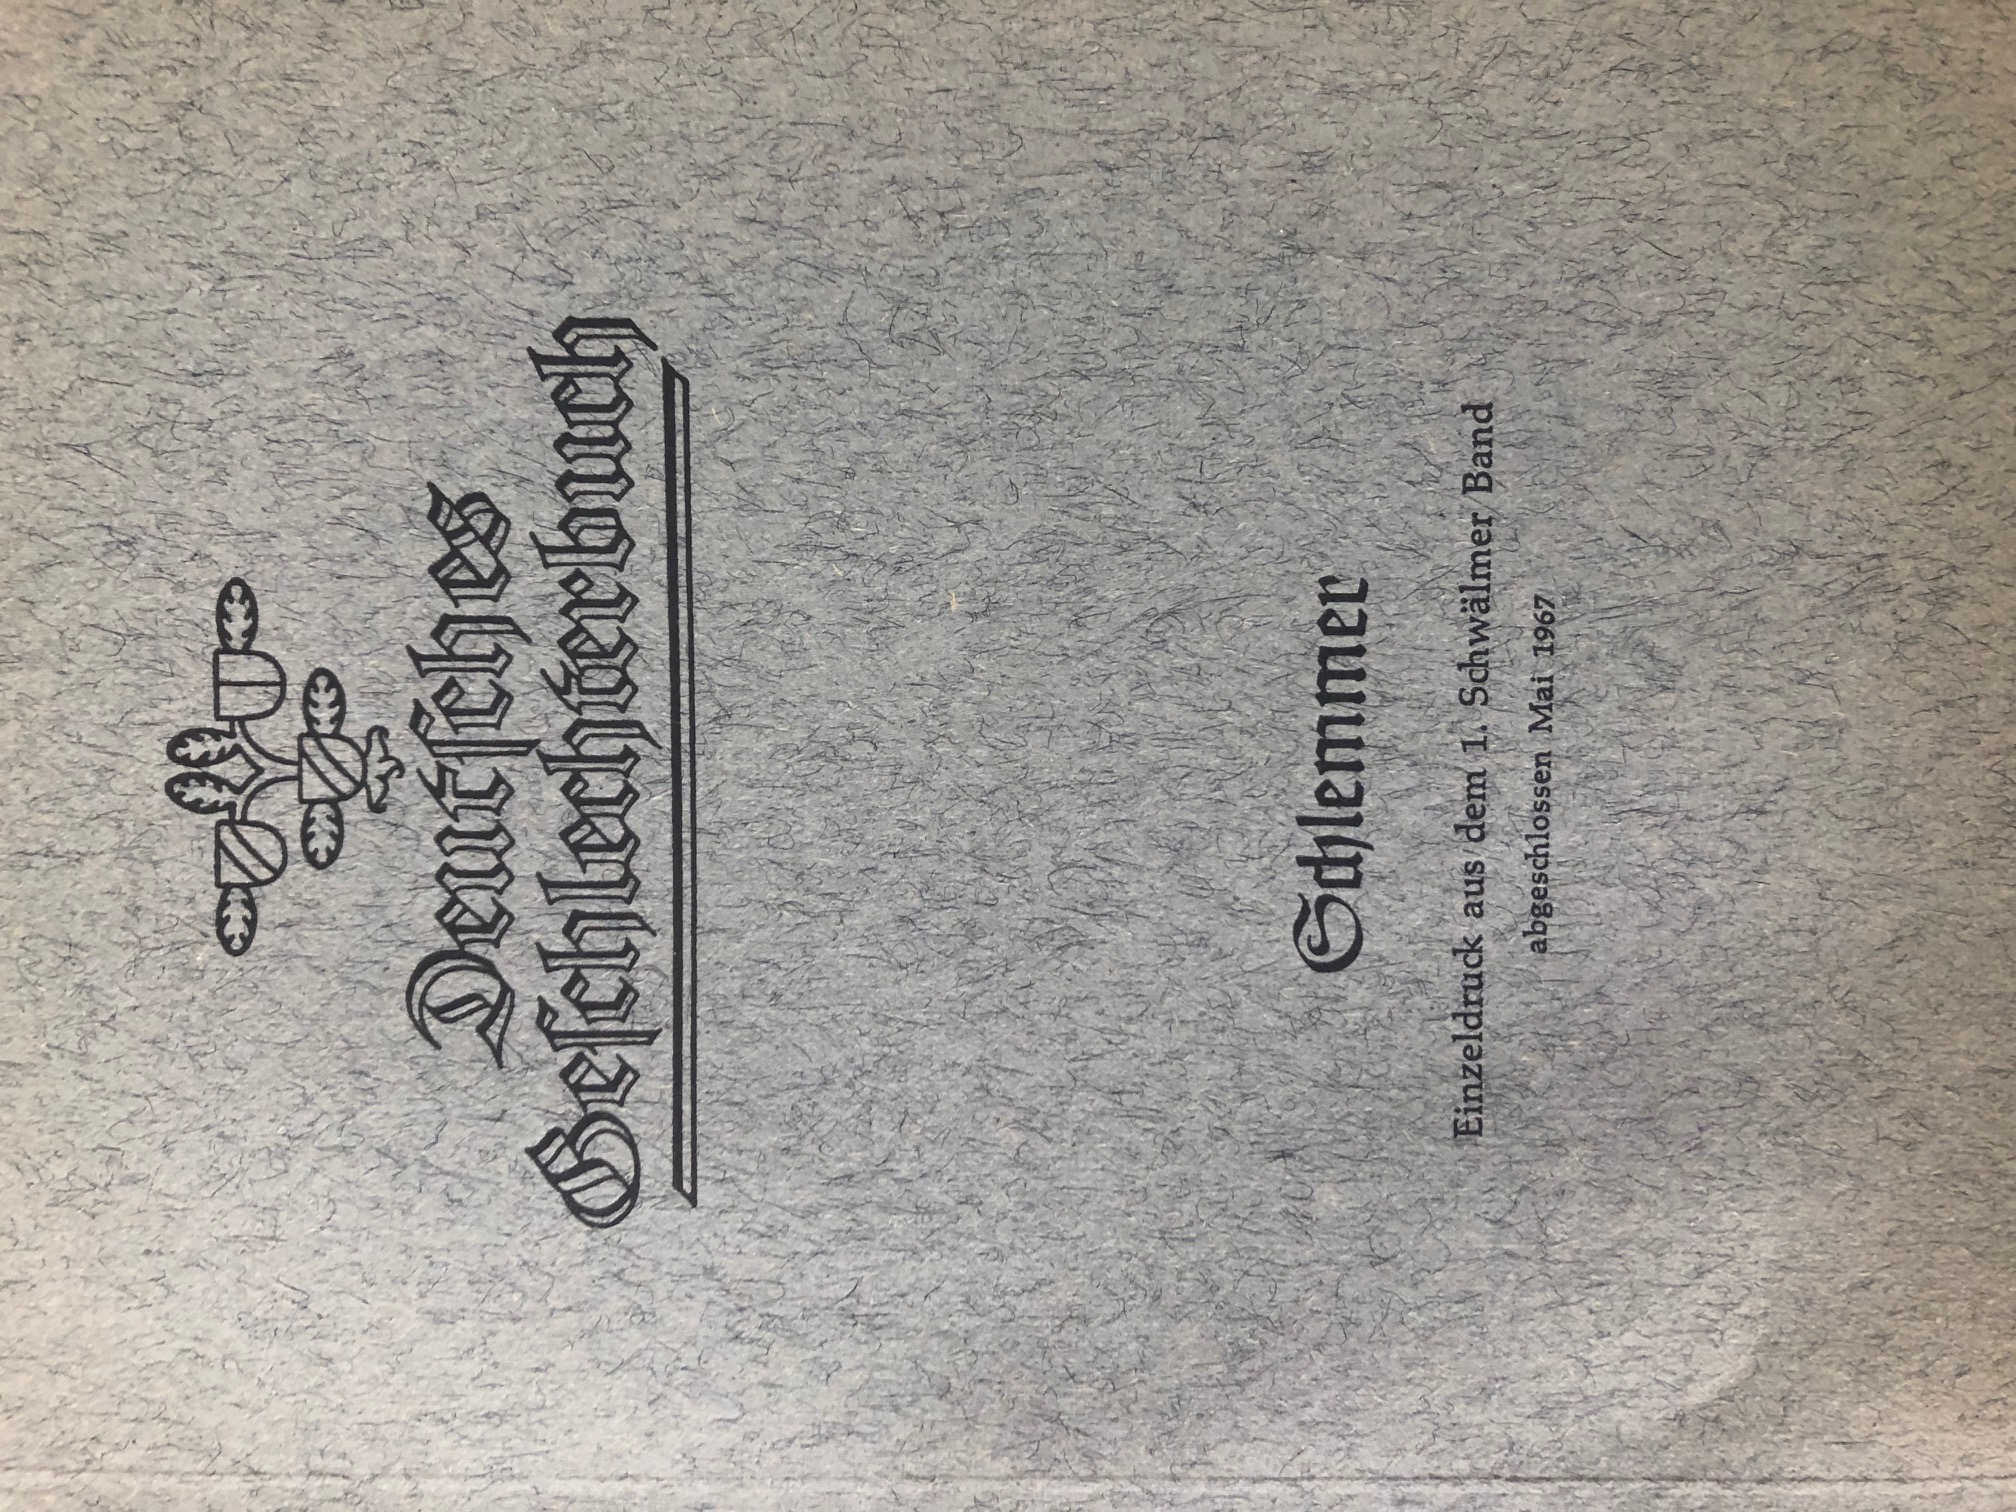 Deutſches
Geſchlechterbuch
Schlemmer
Einzeldruck aus dem 1. Schwälmer Band
abgeschlossen Mai 1967